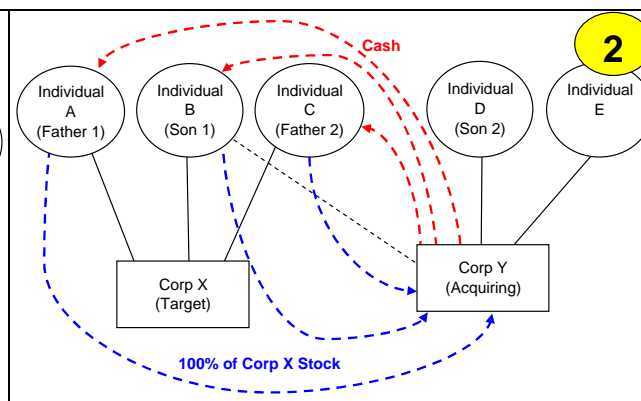 2
Cash
Individual
A
(Father 1)
Individual
B
(Son 1)
Individual
C
(Father 2)
Individual
D
(Son 2)
Individual
E
Corp X
(Target)
Corp Y
(Acquiring)
100% of Corp X Stock